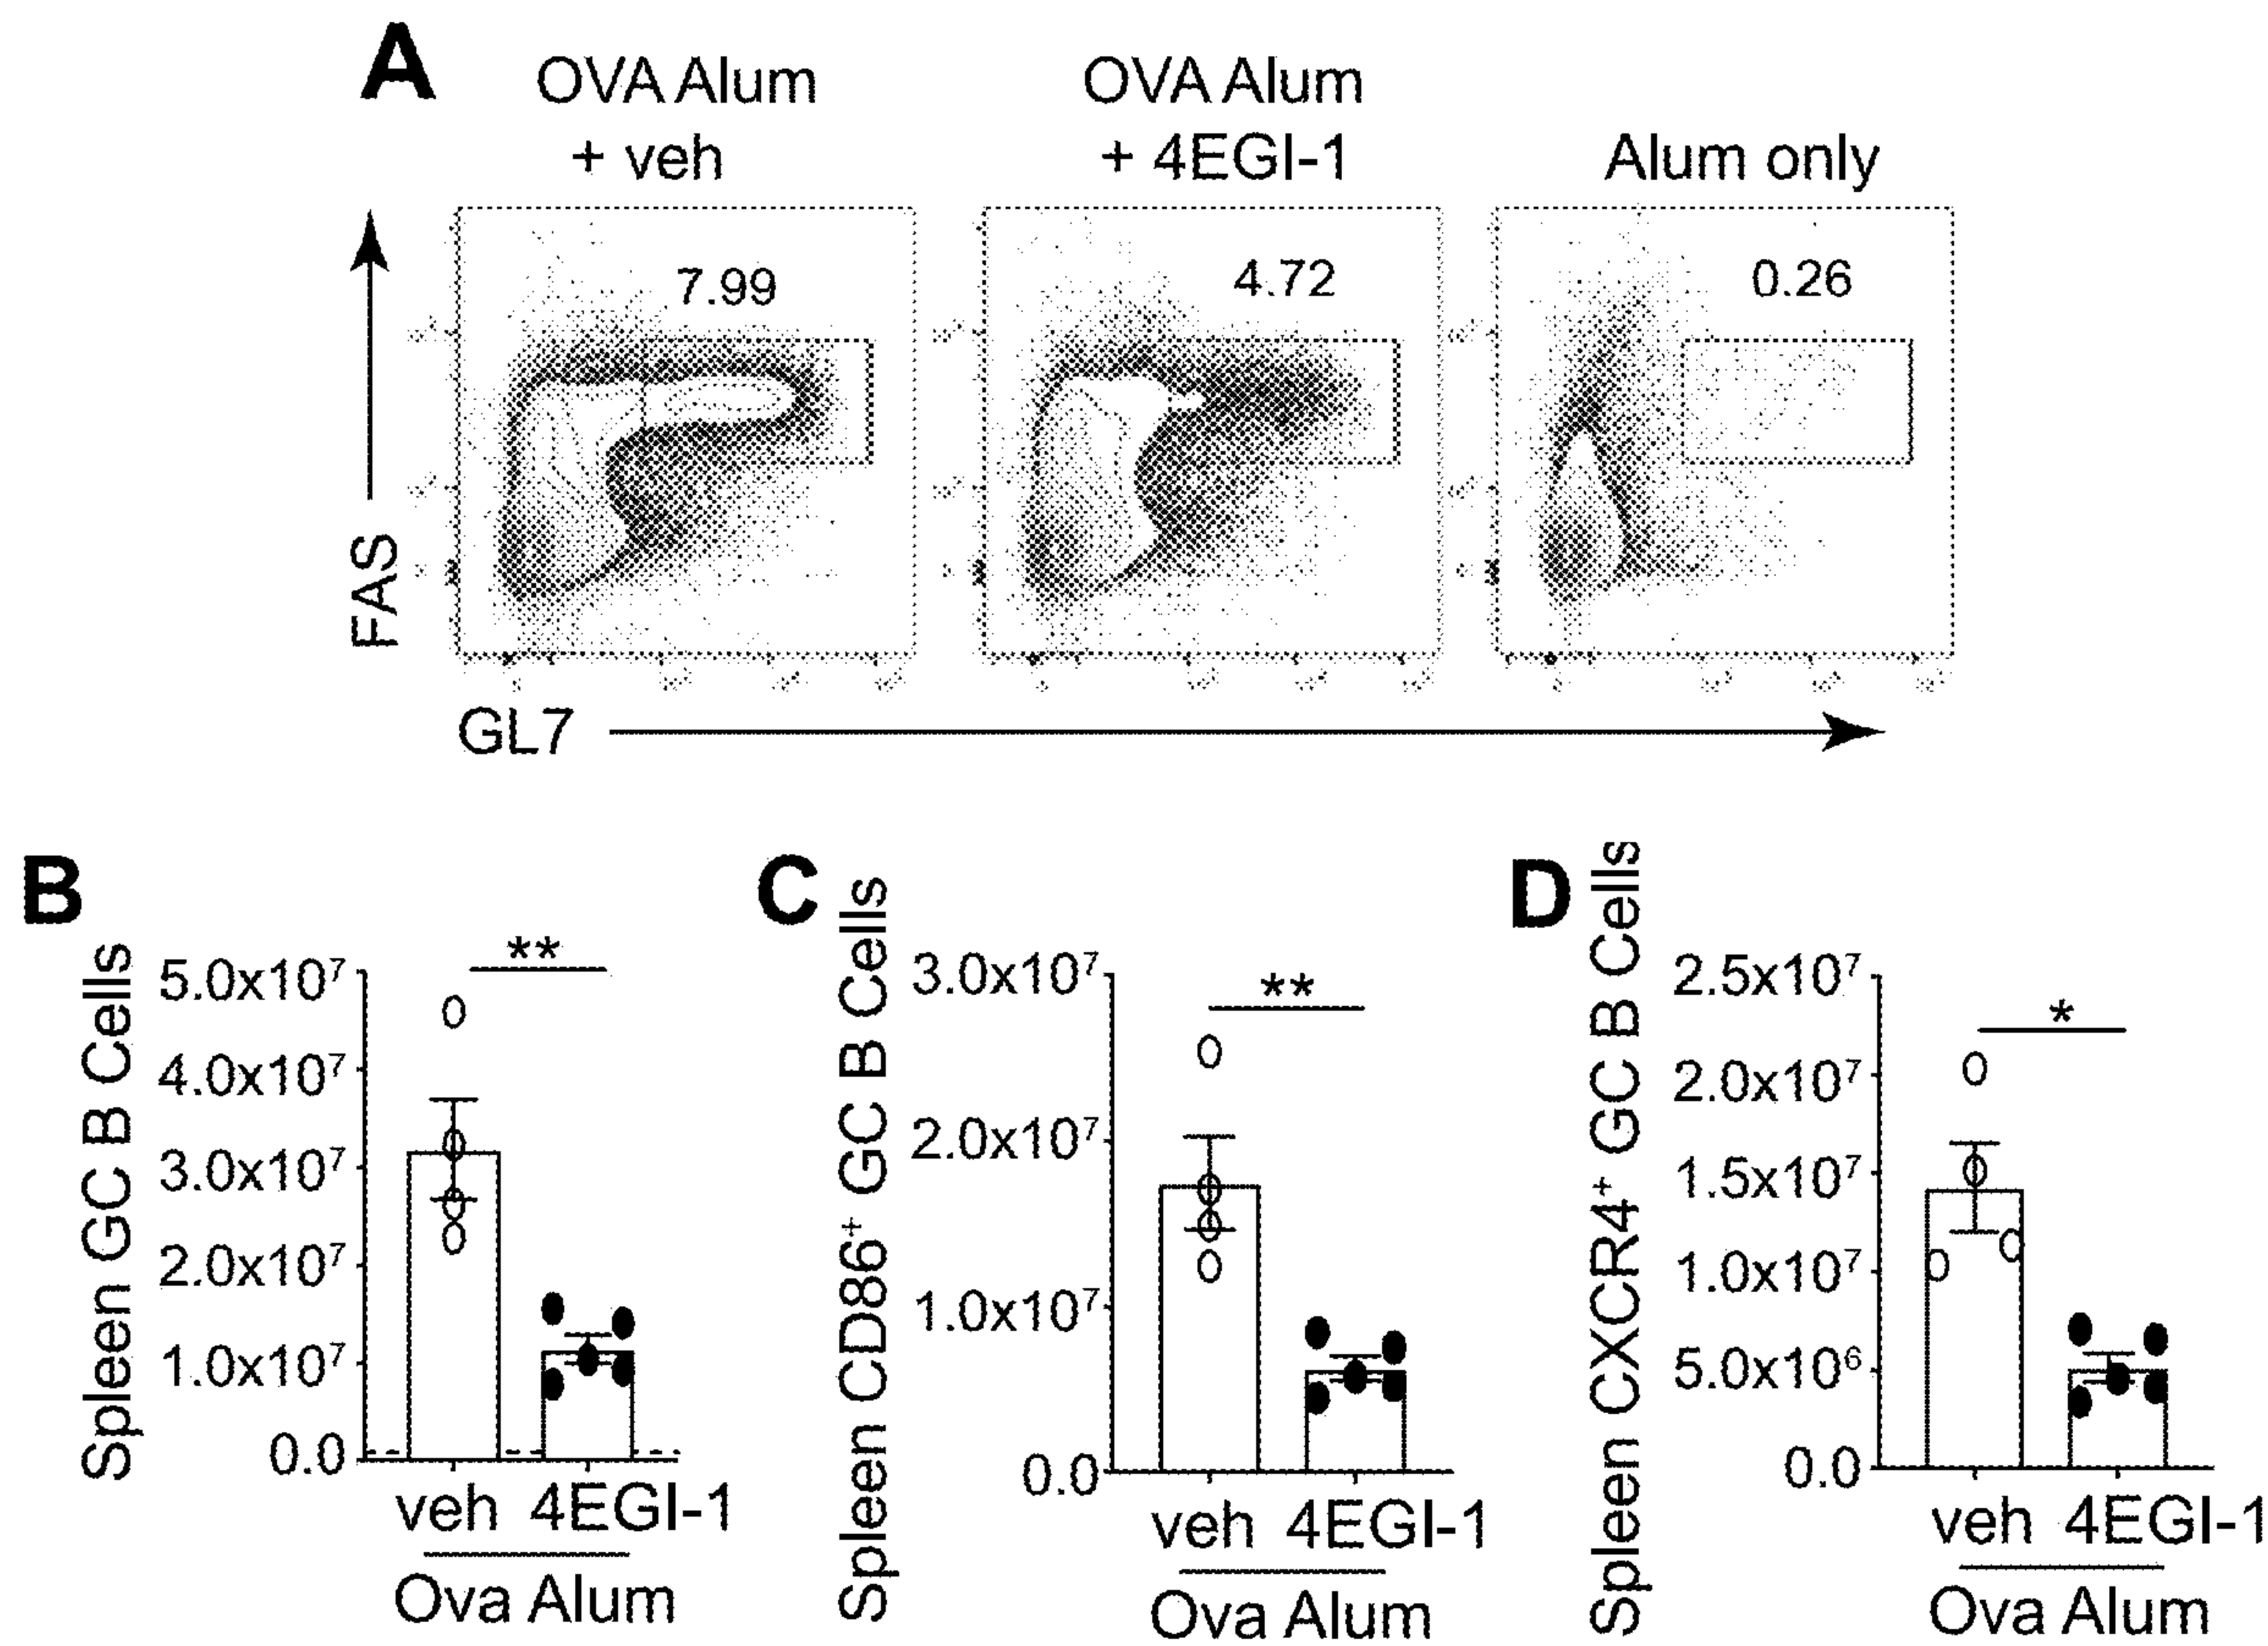 A
OVA Alum
+ veh
OVA Alum
+ 4EGI-1
Alum only
7.99
4.72
0.26
FAS
GL7
B
Spleen GC B Cells
5.0x10⁷
4.0x10⁷
3.0x10⁷
2.0x10⁷
1.0x10⁷
0.0
**
veh 4EGI-1
Ova Alum
C
Spleen CD86⁺ GC B Cells
3.0x10⁷
2.0x10⁷
1.0x10⁷
0.0
**
veh 4EGI-1
Ova Alum
D
Spleen CXCR4⁺ GC B Cells
2.5x10⁷
2.0x10⁷
1.5x10⁷
1.0x10⁷
5.0x10⁶
0.0
*
veh 4EGI-1
Ova Alum